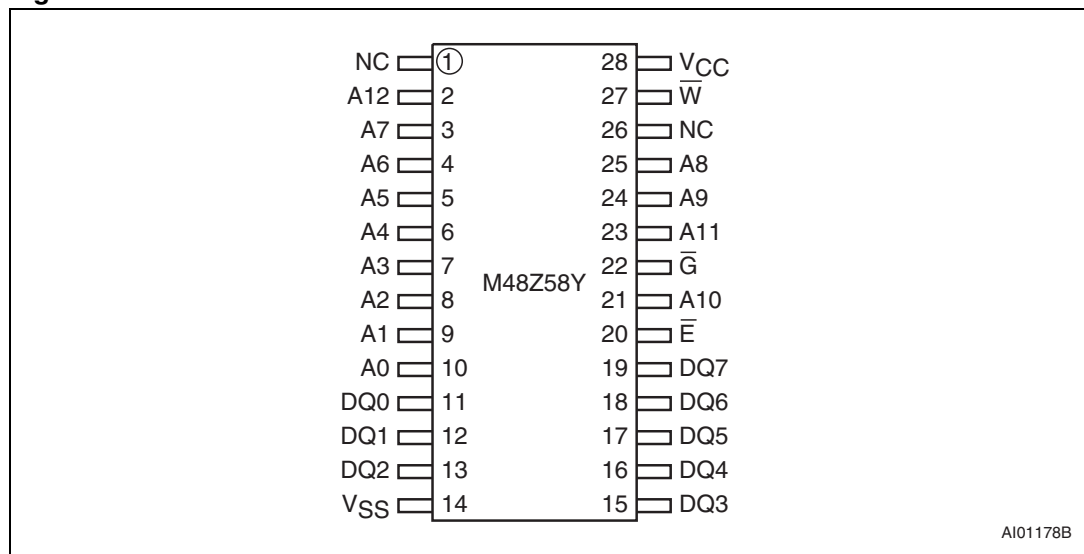 NC 1 28 VCC
A12 2 27 W̅
A7 3 26 NC
A6 4 25 A8
A5 5 24 A9
A4 6 23 A11
A3 7 22 G̅
M48Z58Y
A2 8 21 A10
A1 9 20 E̅
A0 10 19 DQ7
DQ0 11 18 DQ6
DQ1 12 17 DQ5
DQ2 13 16 DQ4
VSS 14 15 DQ3
AI01178B